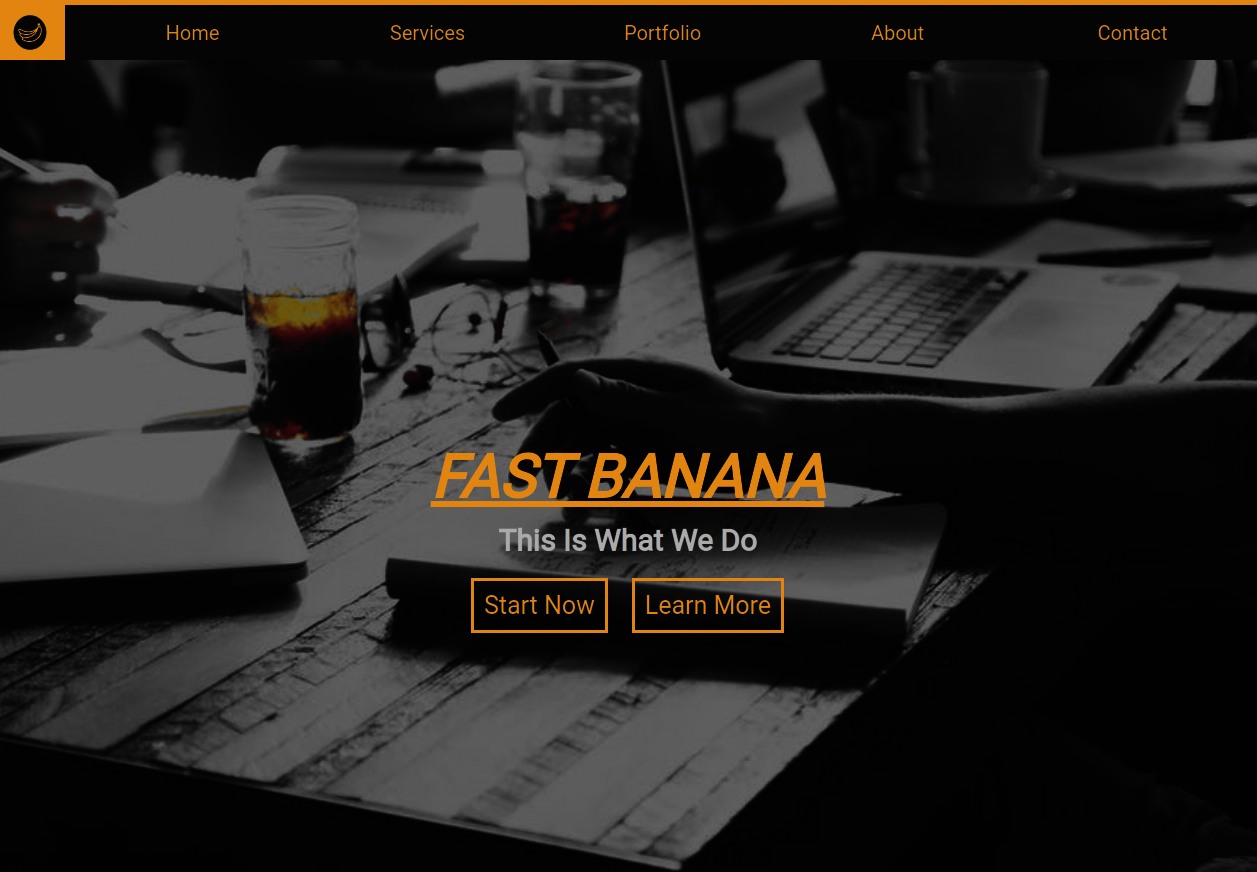 Home Services Portfolio About Contact
FAST BANANA
This Is What We Do
Start Now Learn More